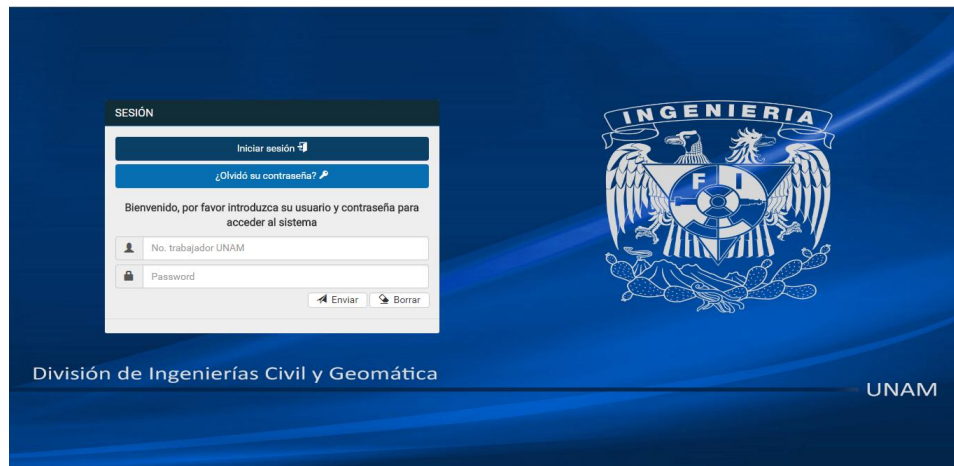 SESIÓN
Iniciar sesión
¿Olvidó su contraseña?
Bienvenido, por favor introduzca su usuario y contraseña para
acceder al sistema
No. trabajador UNAM
Password
Enviar Borrar
INGENIERIA
F I
División de Ingenierías Civil y Geomática
UNAM